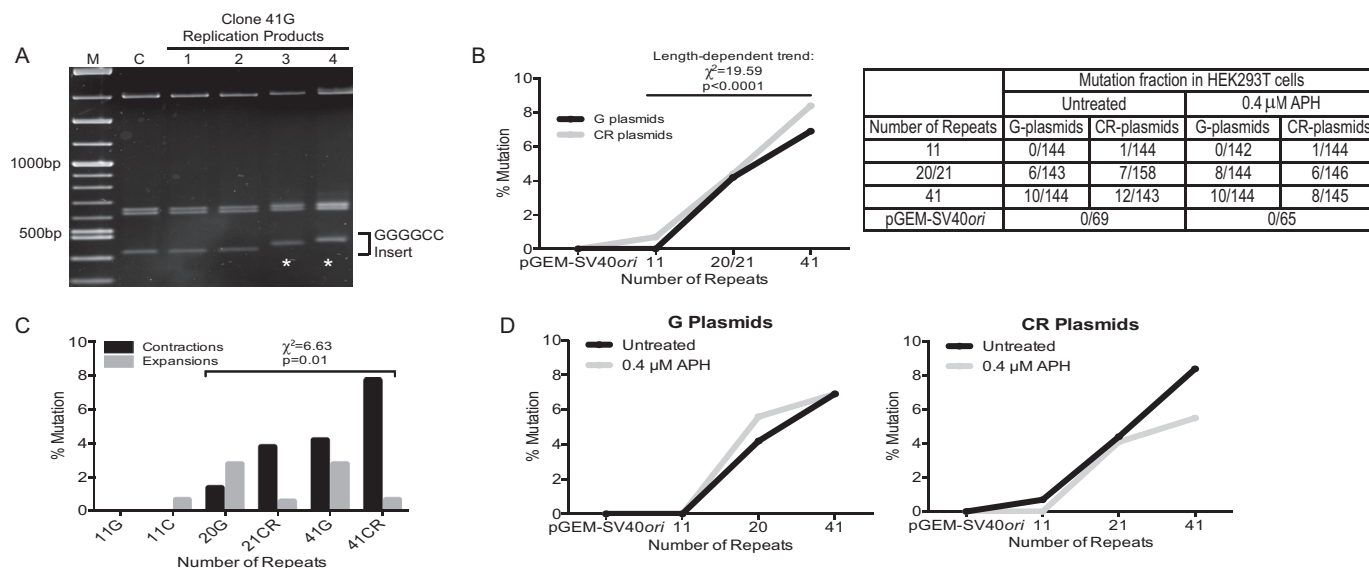 A
Clone 41G
Replication Products
M C 1 2 3 4
1000bp
500bp
GGGGCC
Insert
* *
B
Length-dependent trend:
χ²=19.59
p<0.0001
G plasmids
CR plasmids
% Mutation
10
8
6
4
2
0
pGEM-SV40ori 11 20/21 41
Number of Repeats
Mutation fraction in HEK293T cells
Untreated 0.4 μM APH
Number of Repeats G-plasmids CR-plasmids G-plasmids CR-plasmids
11 0/144 1/144 0/142 1/144
20/21 6/143 7/158 8/144 6/146
41 10/144 12/143 10/144 8/145
pGEM-SV40ori 0/69 0/65
C
Contractions
Expansions
χ²=6.63
p=0.01
% Mutation
10
8
6
4
2
0
11G 11C 20G 21CR 41G 41CR
Number of Repeats
D
G Plasmids
Untreated
0.4 μM APH
% Mutation
10
8
6
4
2
0
pGEM-SV40ori 11 20 41
Number of Repeats
CR Plasmids
Untreated
0.4 μM APH
% Mutation
10
8
6
4
2
0
pGEM-SV40ori 11 21 41
Number of Repeats